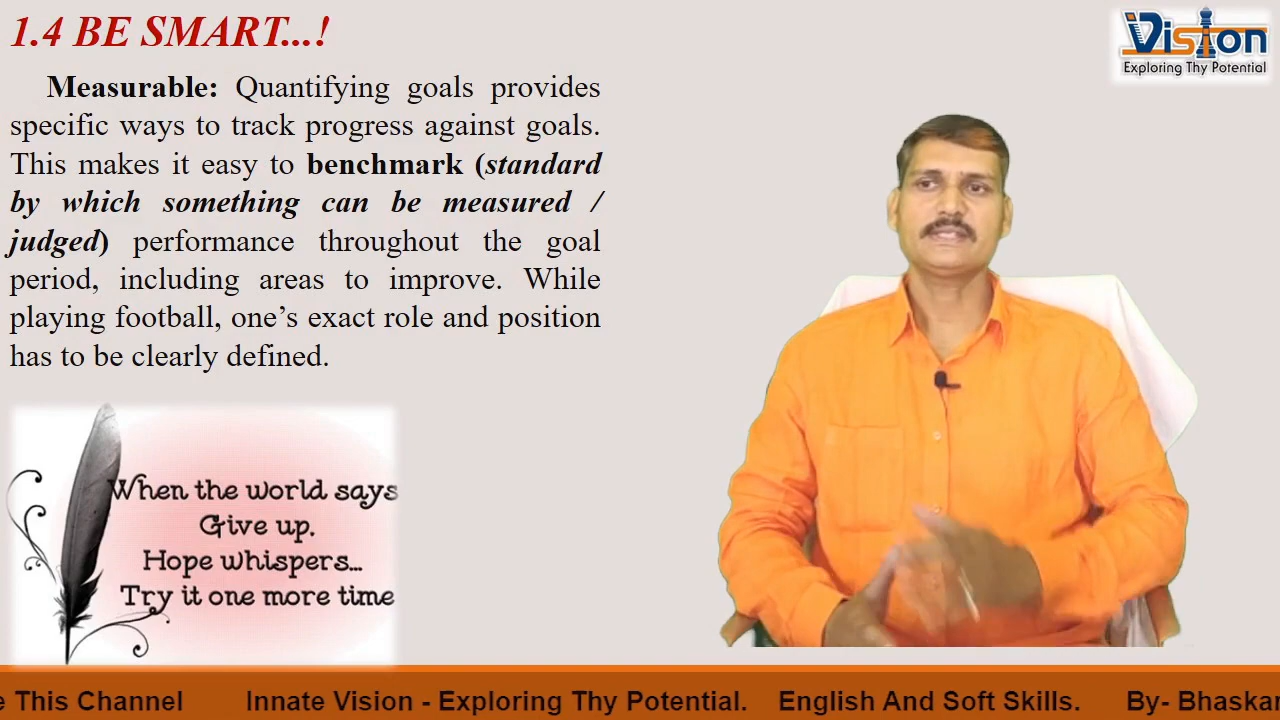 1.4 BE SMART...!
Measurable: Quantifying goals provides
specific ways to track progress against goals.
This makes it easy to benchmark (standard
by which something can be measured /
judged) performance throughout the goal
period, including areas to improve. While
playing football, one’s exact role and position
has to be clearly defined.
Vision
Exploring Thy Potential
When the world says
Give up,
Hope whispers...
Try it one more time
e This Channel Innate Vision - Exploring Thy Potential. English And Soft Skills. By- Bhaskar